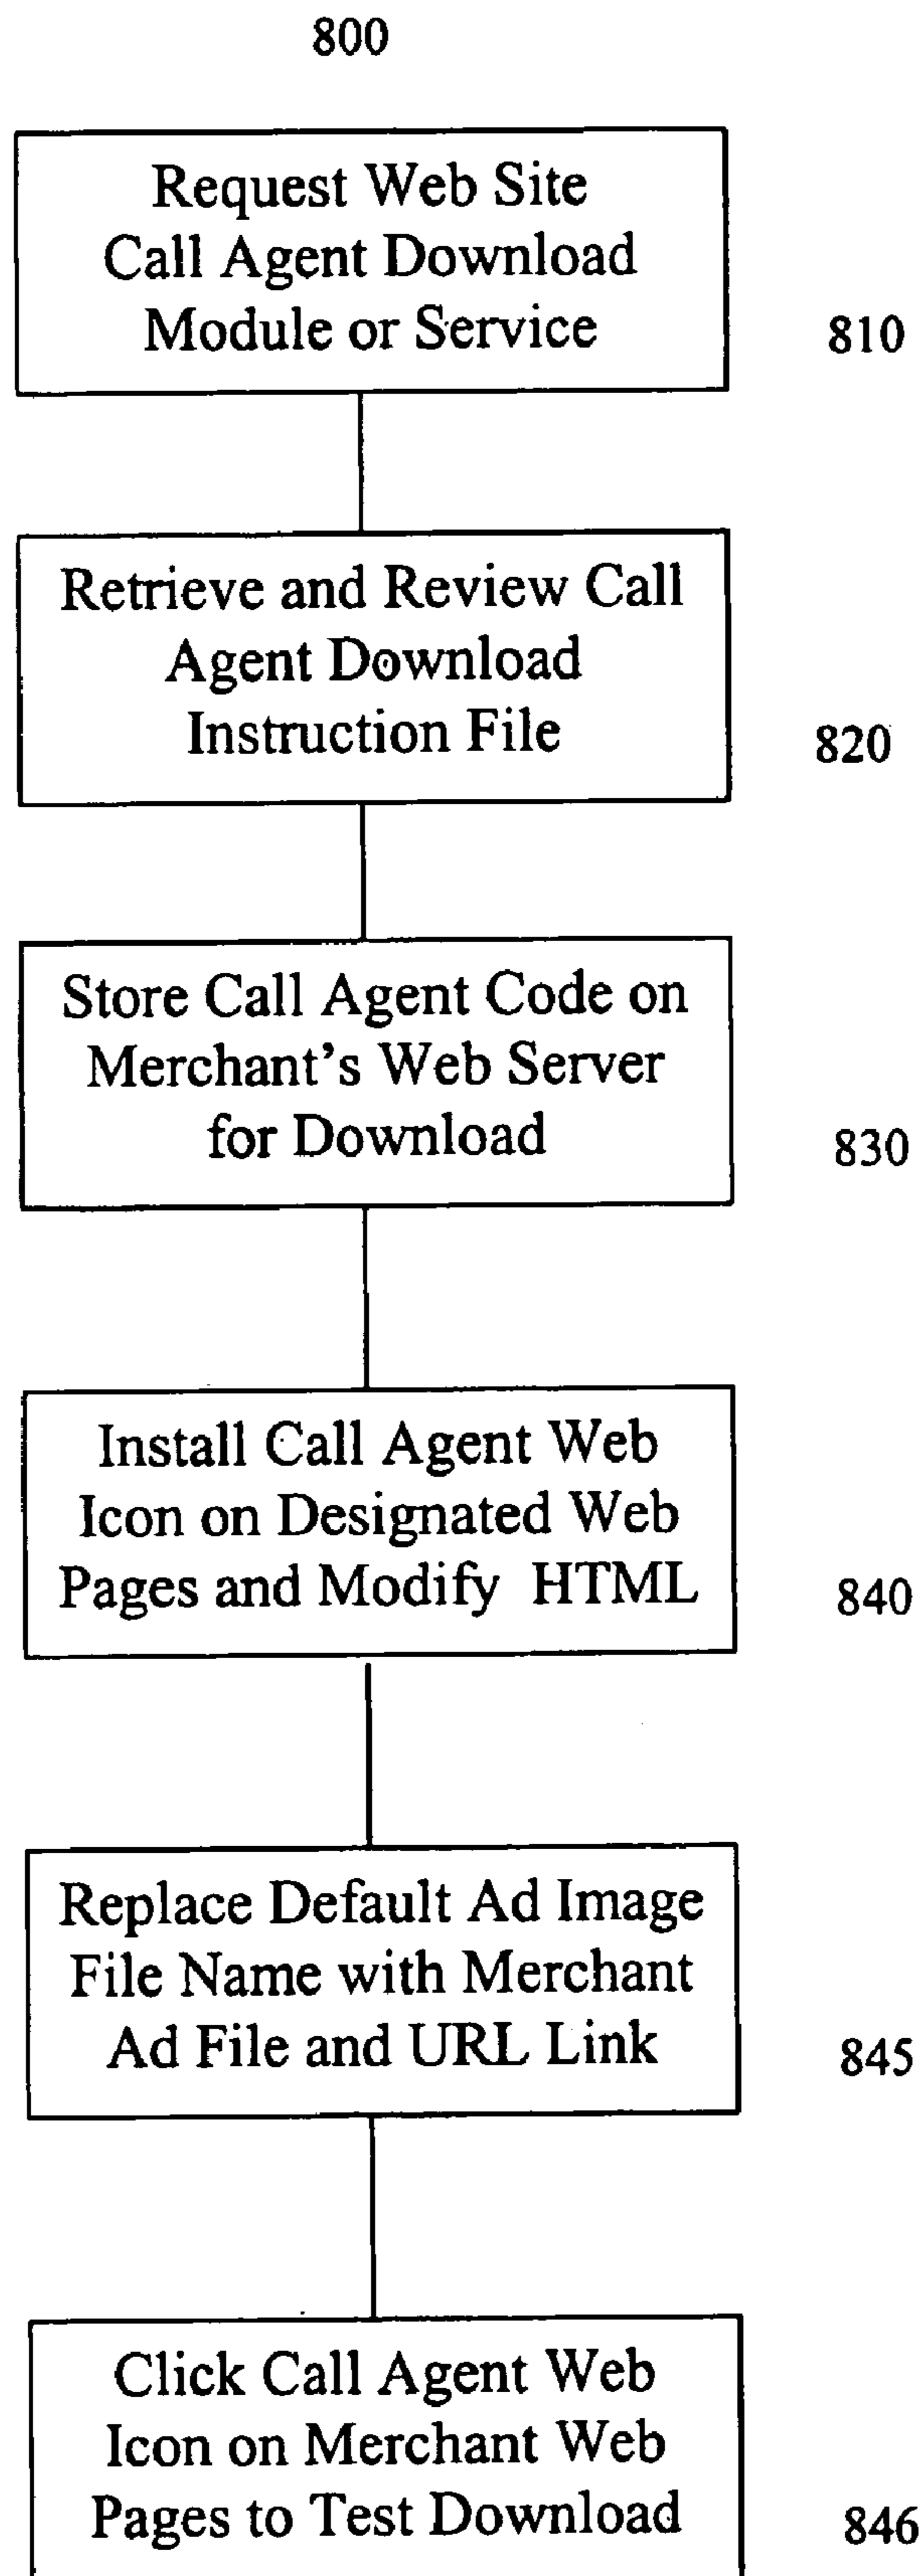 800
Request Web Site
Call Agent Download
Module or Service
810
Retrieve and Review Call
Agent Download
Instruction File
820
Store Call Agent Code on
Merchant's Web Server
for Download
830
Install Call Agent Web
Icon on Designated Web
Pages and Modify HTML
840
Replace Default Ad Image
File Name with Merchant
Ad File and URL Link
845
Click Call Agent Web
Icon on Merchant Web
Pages to Test Download
846